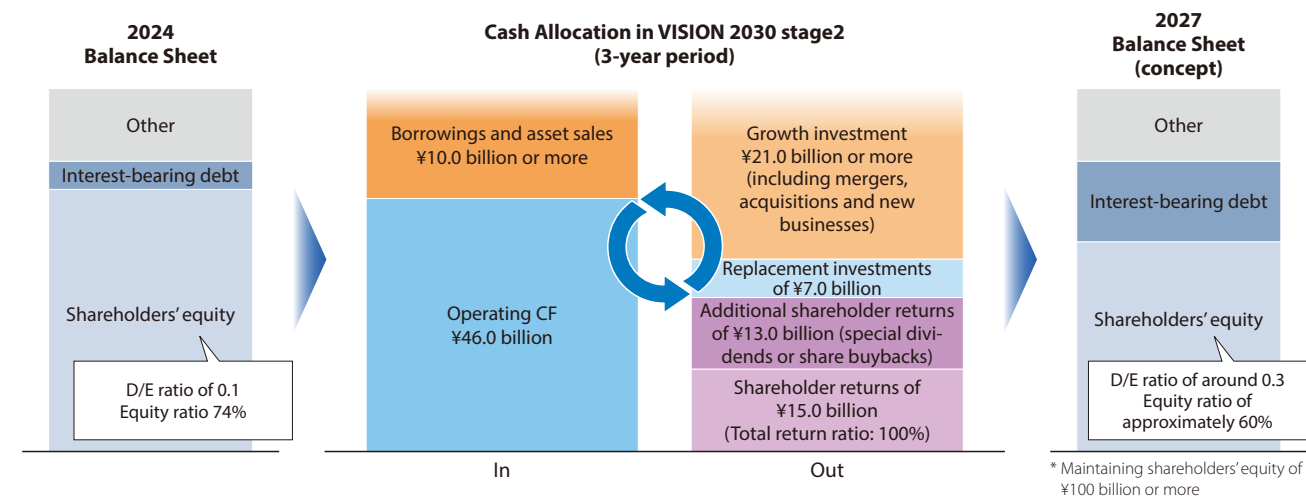 2024
Balance Sheet
Other
Interest-bearing debt
Shareholders' equity
D/E ratio of 0.1
Equity ratio 74%
Cash Allocation in VISION 2030 stage2
(3-year period)
Borrowings and asset sales
¥10.0 billion or more
Operating CF
¥46.0 billion
In
Growth investment
¥21.0 billion or more
(including mergers,
acquisitions and new
businesses)
Replacement investments
of ¥7.0 billion
Additional shareholder returns
of ¥13.0 billion (special divi-
dends or share buybacks)
Shareholder returns of
¥15.0 billion
(Total return ratio: 100%)
Out
2027
Balance Sheet
(concept)
Other
Interest-bearing debt
Shareholders' equity
D/E ratio of around 0.3
Equity ratio of
approximately 60%
* Maintaining shareholders' equity of
¥100 billion or more